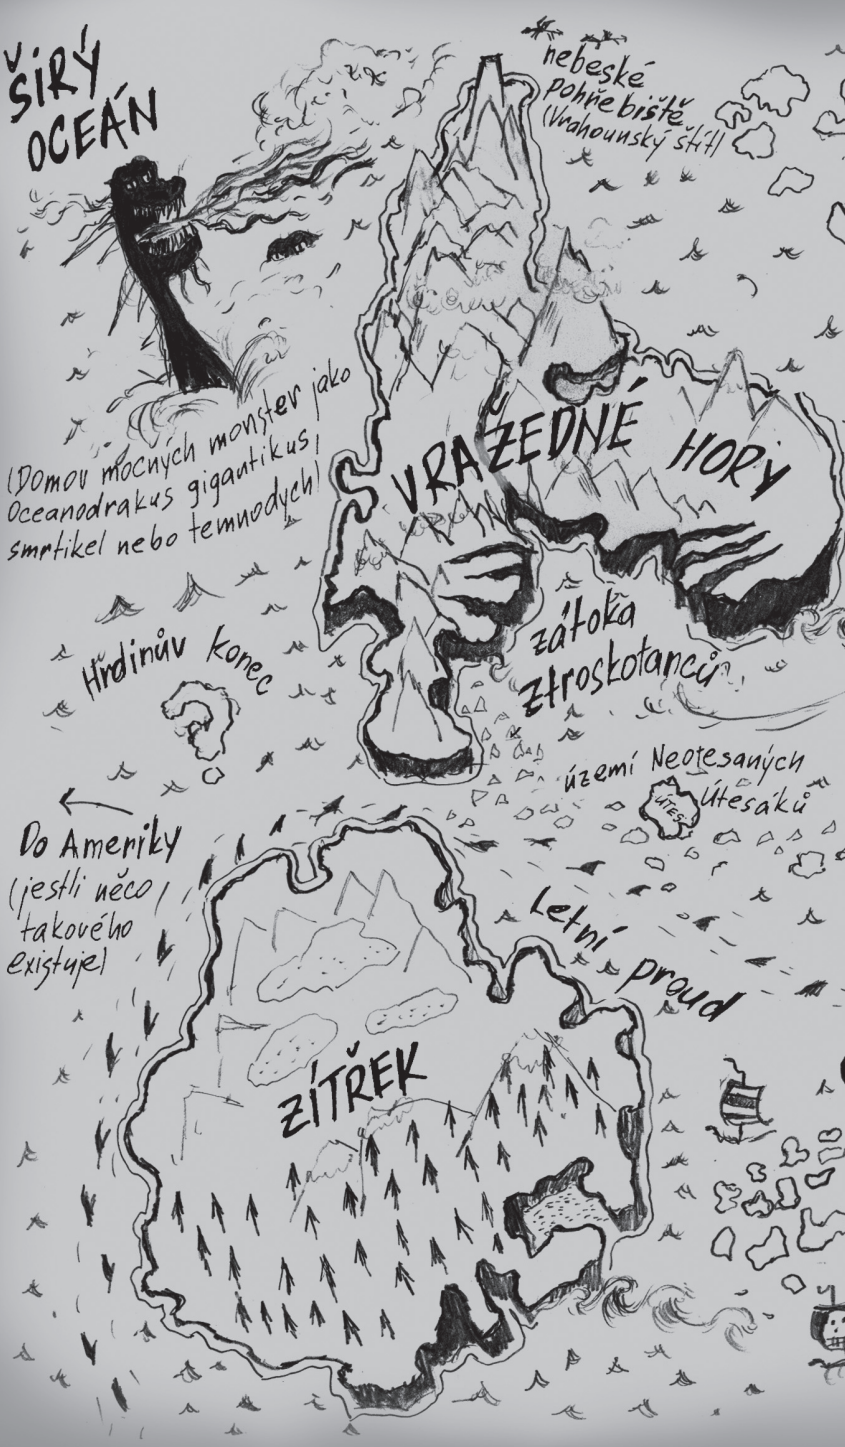 ŠIRÝ
OCEÁN
nebeské
pohřebiště
(Vrahounský štít)
(Domov mocných monster jako
Oceanodrakus gigantikus,
smrtikel nebo temnodych)
VRAŽEDNÉ HORY
zátoka
ztroskotanců
Hrdinův konec
území Neotesaných
Útesáků
ÚTES
Do Ameriky
(jestli něco
takového
existuje)
Letní proud
ZÍTŘEK